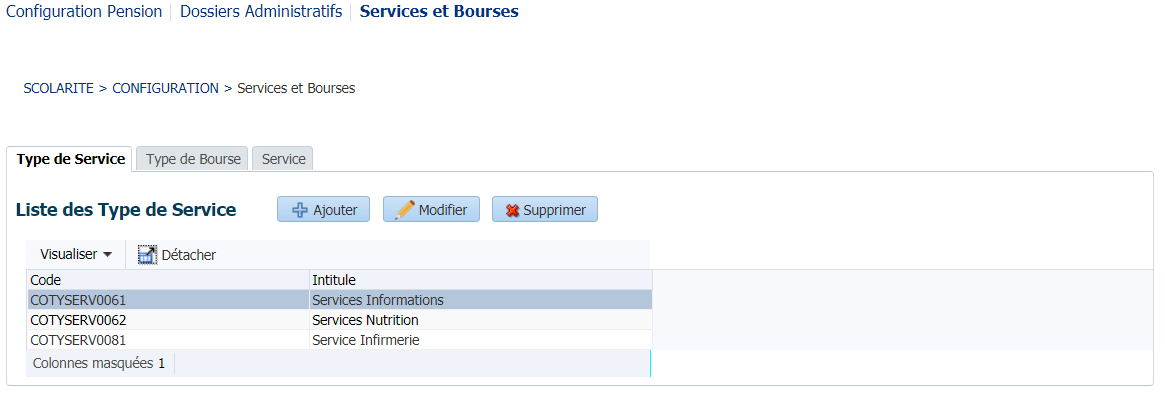 Configuration Pension Dossiers Administratifs Services et Bourses
SCOLARITE > CONFIGURATION > Services et Bourses
Type de Service Type de Bourse Service
Liste des Type de Service Ajouter Modifier Supprimer
Visualiser Détacher
Code Intitule
COTYSERV0061 Services Informations
COTYSERV0062 Services Nutrition
COTYSERV0081 Service Infirmerie
Colonnes masquées 1